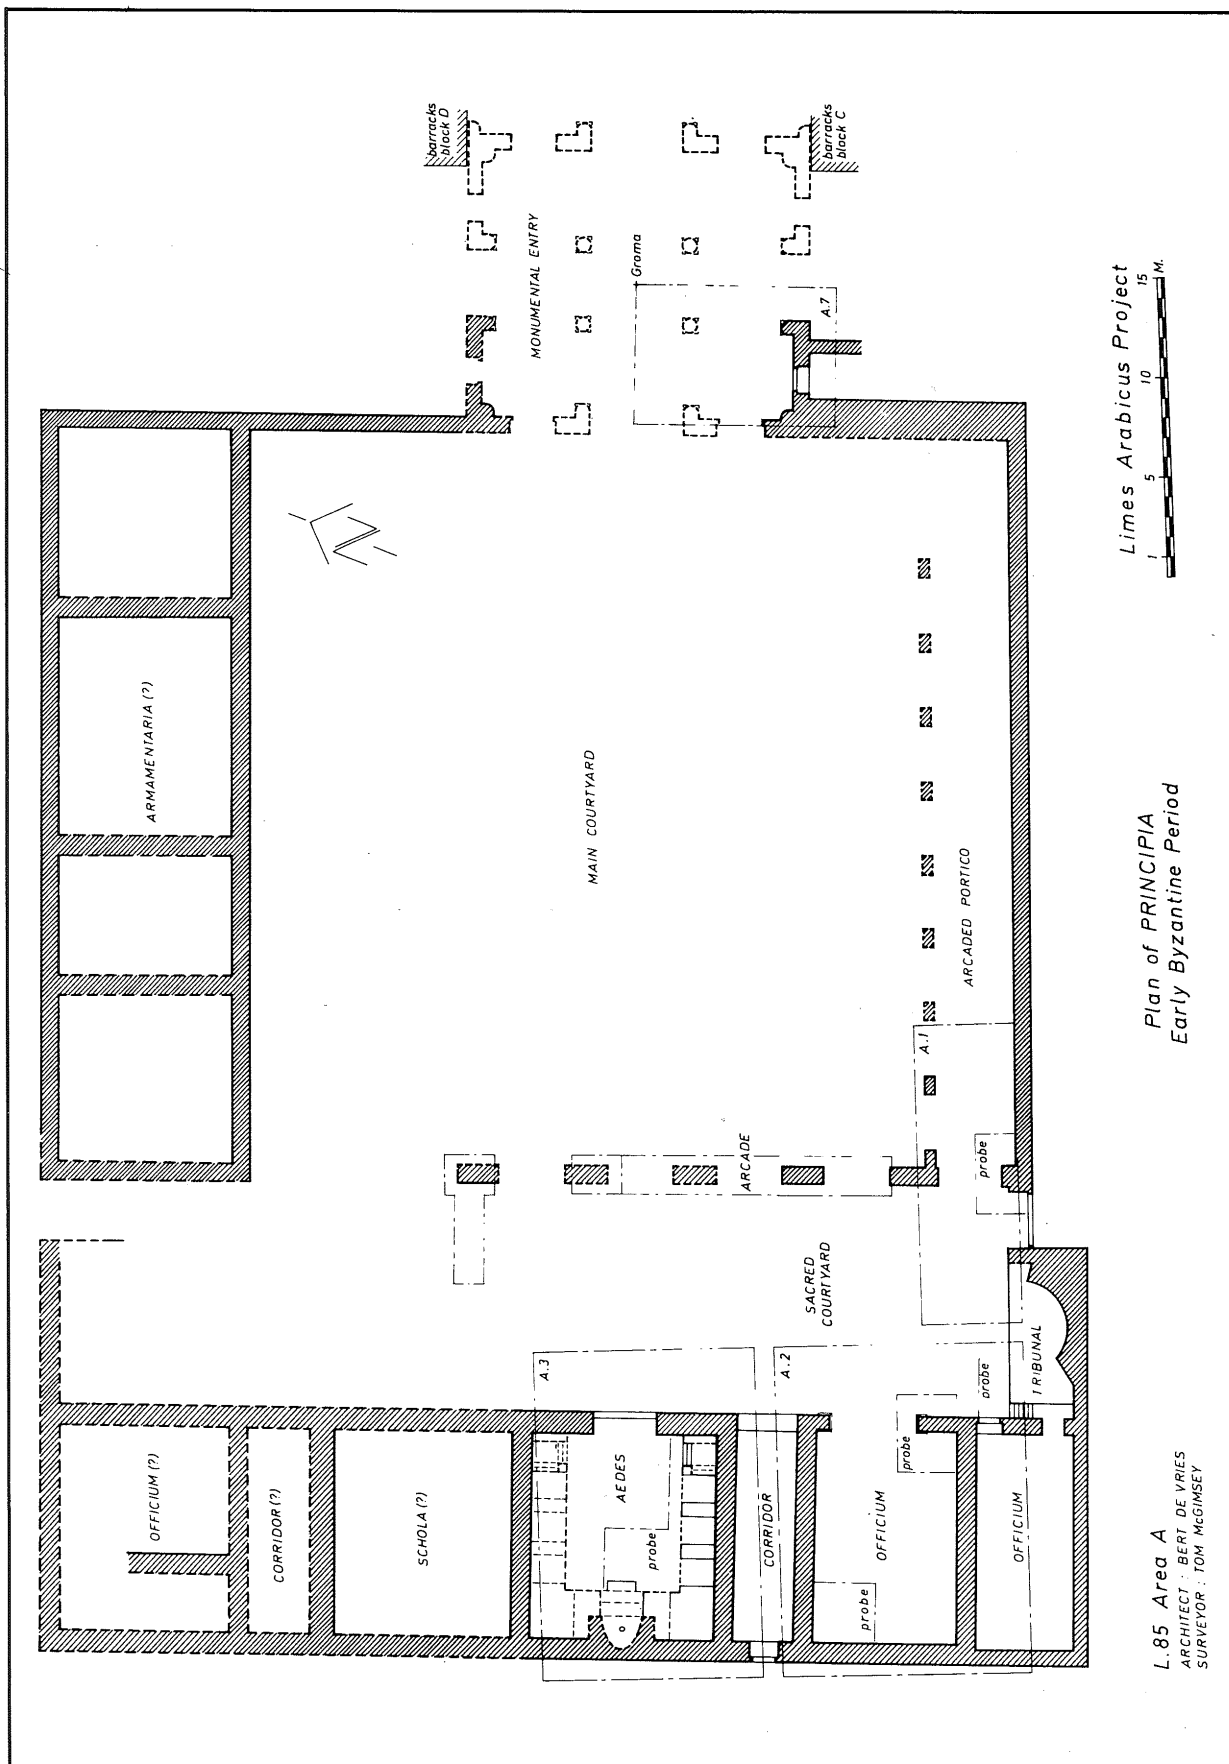 barracks
block D
barracks
block C
MONUMENTAL ENTRY
Groma
A.7
ARMAMENTARIA (?)
MAIN COURTYARD
ARCADED PORTICO
A.1
ARCADE
probe
SACRED
COURTYARD
TRIBUNAL
A.3
A.2
probe
probe
OFFICIUM (?)
CORRIDOR (?)
SCHOLA (?)
AEDES
probe
CORRIDOR
OFFICIUM
probe
OFFICIUM
Limes Arabicus Project
1 5 10 15 M.
Plan of PRINCIPIA
Early Byzantine Period
L.85 Area A
ARCHITECT : BERT DE VRIES
SURVEYOR : TOM McGIMSEY
N